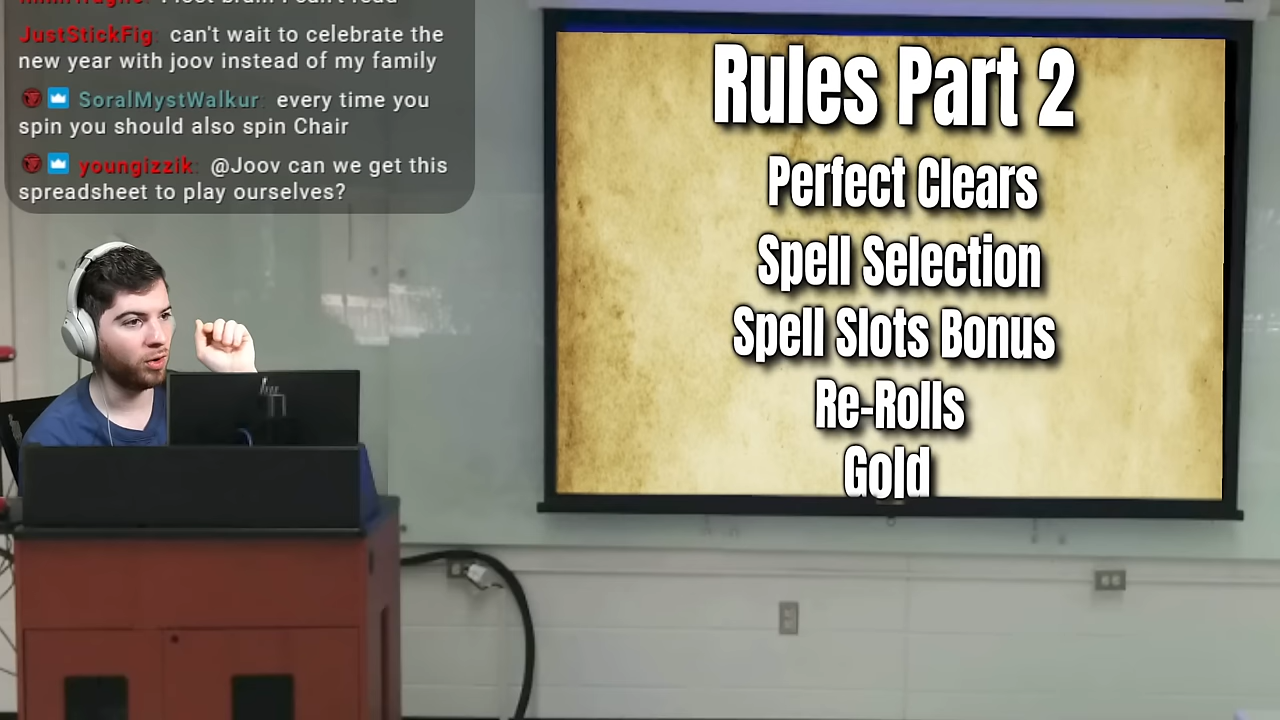 JustStickFig: can't wait to celebrate the
new year with joov instead of my family
SoralMystWalkur: every time you
spin you should also spin Chair
youngizzik: @Joov can we get this
spreadsheet to play ourselves?
Rules Part 2
Perfect Clears
Spell Selection
Spell Slots Bonus
Re-Rolls
Gold